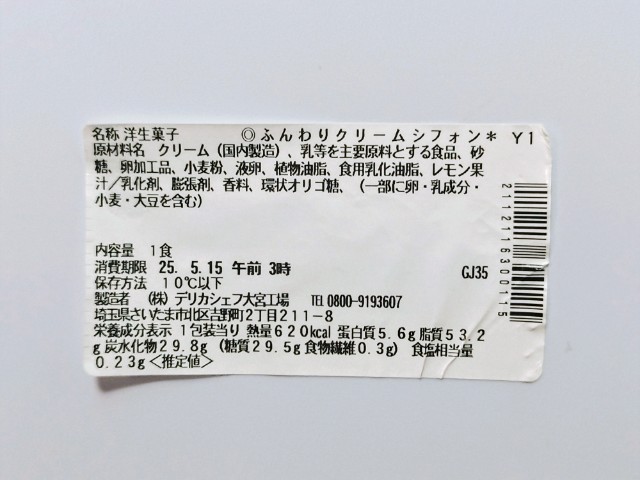 名称 洋生菓子 ◎ふんわりクリームシフォン* Y1
原材料名 クリーム(国内製造)、乳等を主要原料とする食品、砂
糖、卵加工品、小麦粉、液卵、植物油脂、食用乳化油脂、レモン果
汁/乳化剤、膨張剤、香料、環状オリゴ糖、(一部に卵・乳成分・
小麦・大豆を含む)
内容量 1食
消費期限 25. 5.15 午前 3時 GJ35
保存方法 10℃以下
製造者 (株) デリカシェフ大宮工場 TEL 0800-9193607
埼玉県さいたま市北区吉野町2丁目211-8
栄養成分表示 1包装当り 熱量620kcal 蛋白質5.6g 脂質53.2
g 炭水化物29.8g (糖質29.5g 食物繊維0.3g) 食塩相当量
0.23g<推定値>
2112116300115